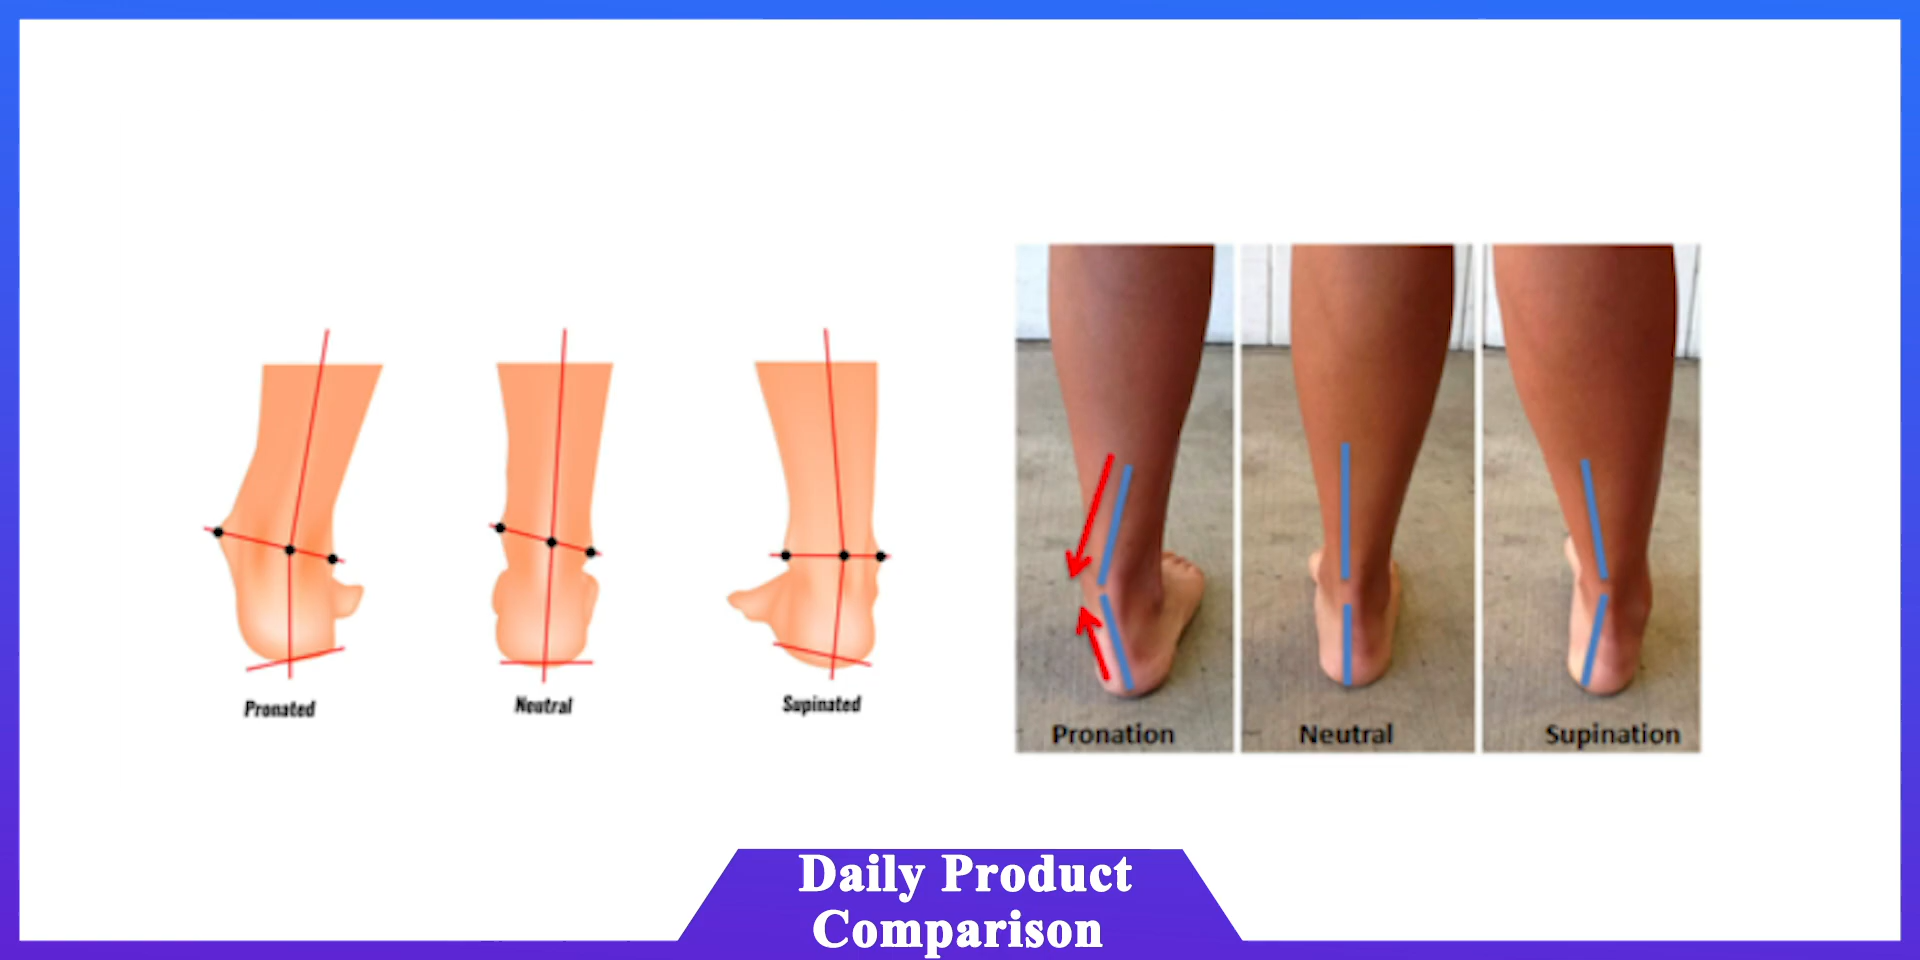 Pronated
Neutral
Supinated
Pronation
Neutral
Supination
Daily Product
Comparison